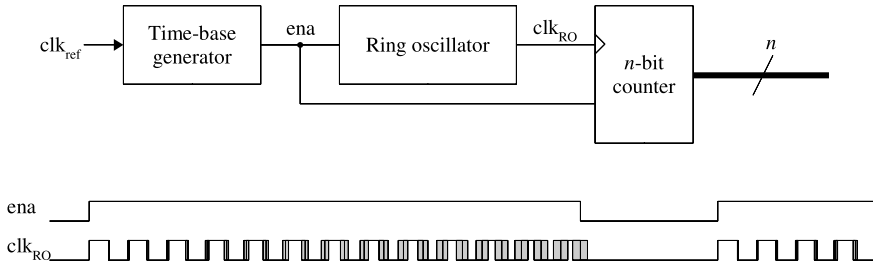 clk_ref
Time-base
generator
ena
Ring oscillator
clk_RO
n-bit
counter
n
ena
clk_RO